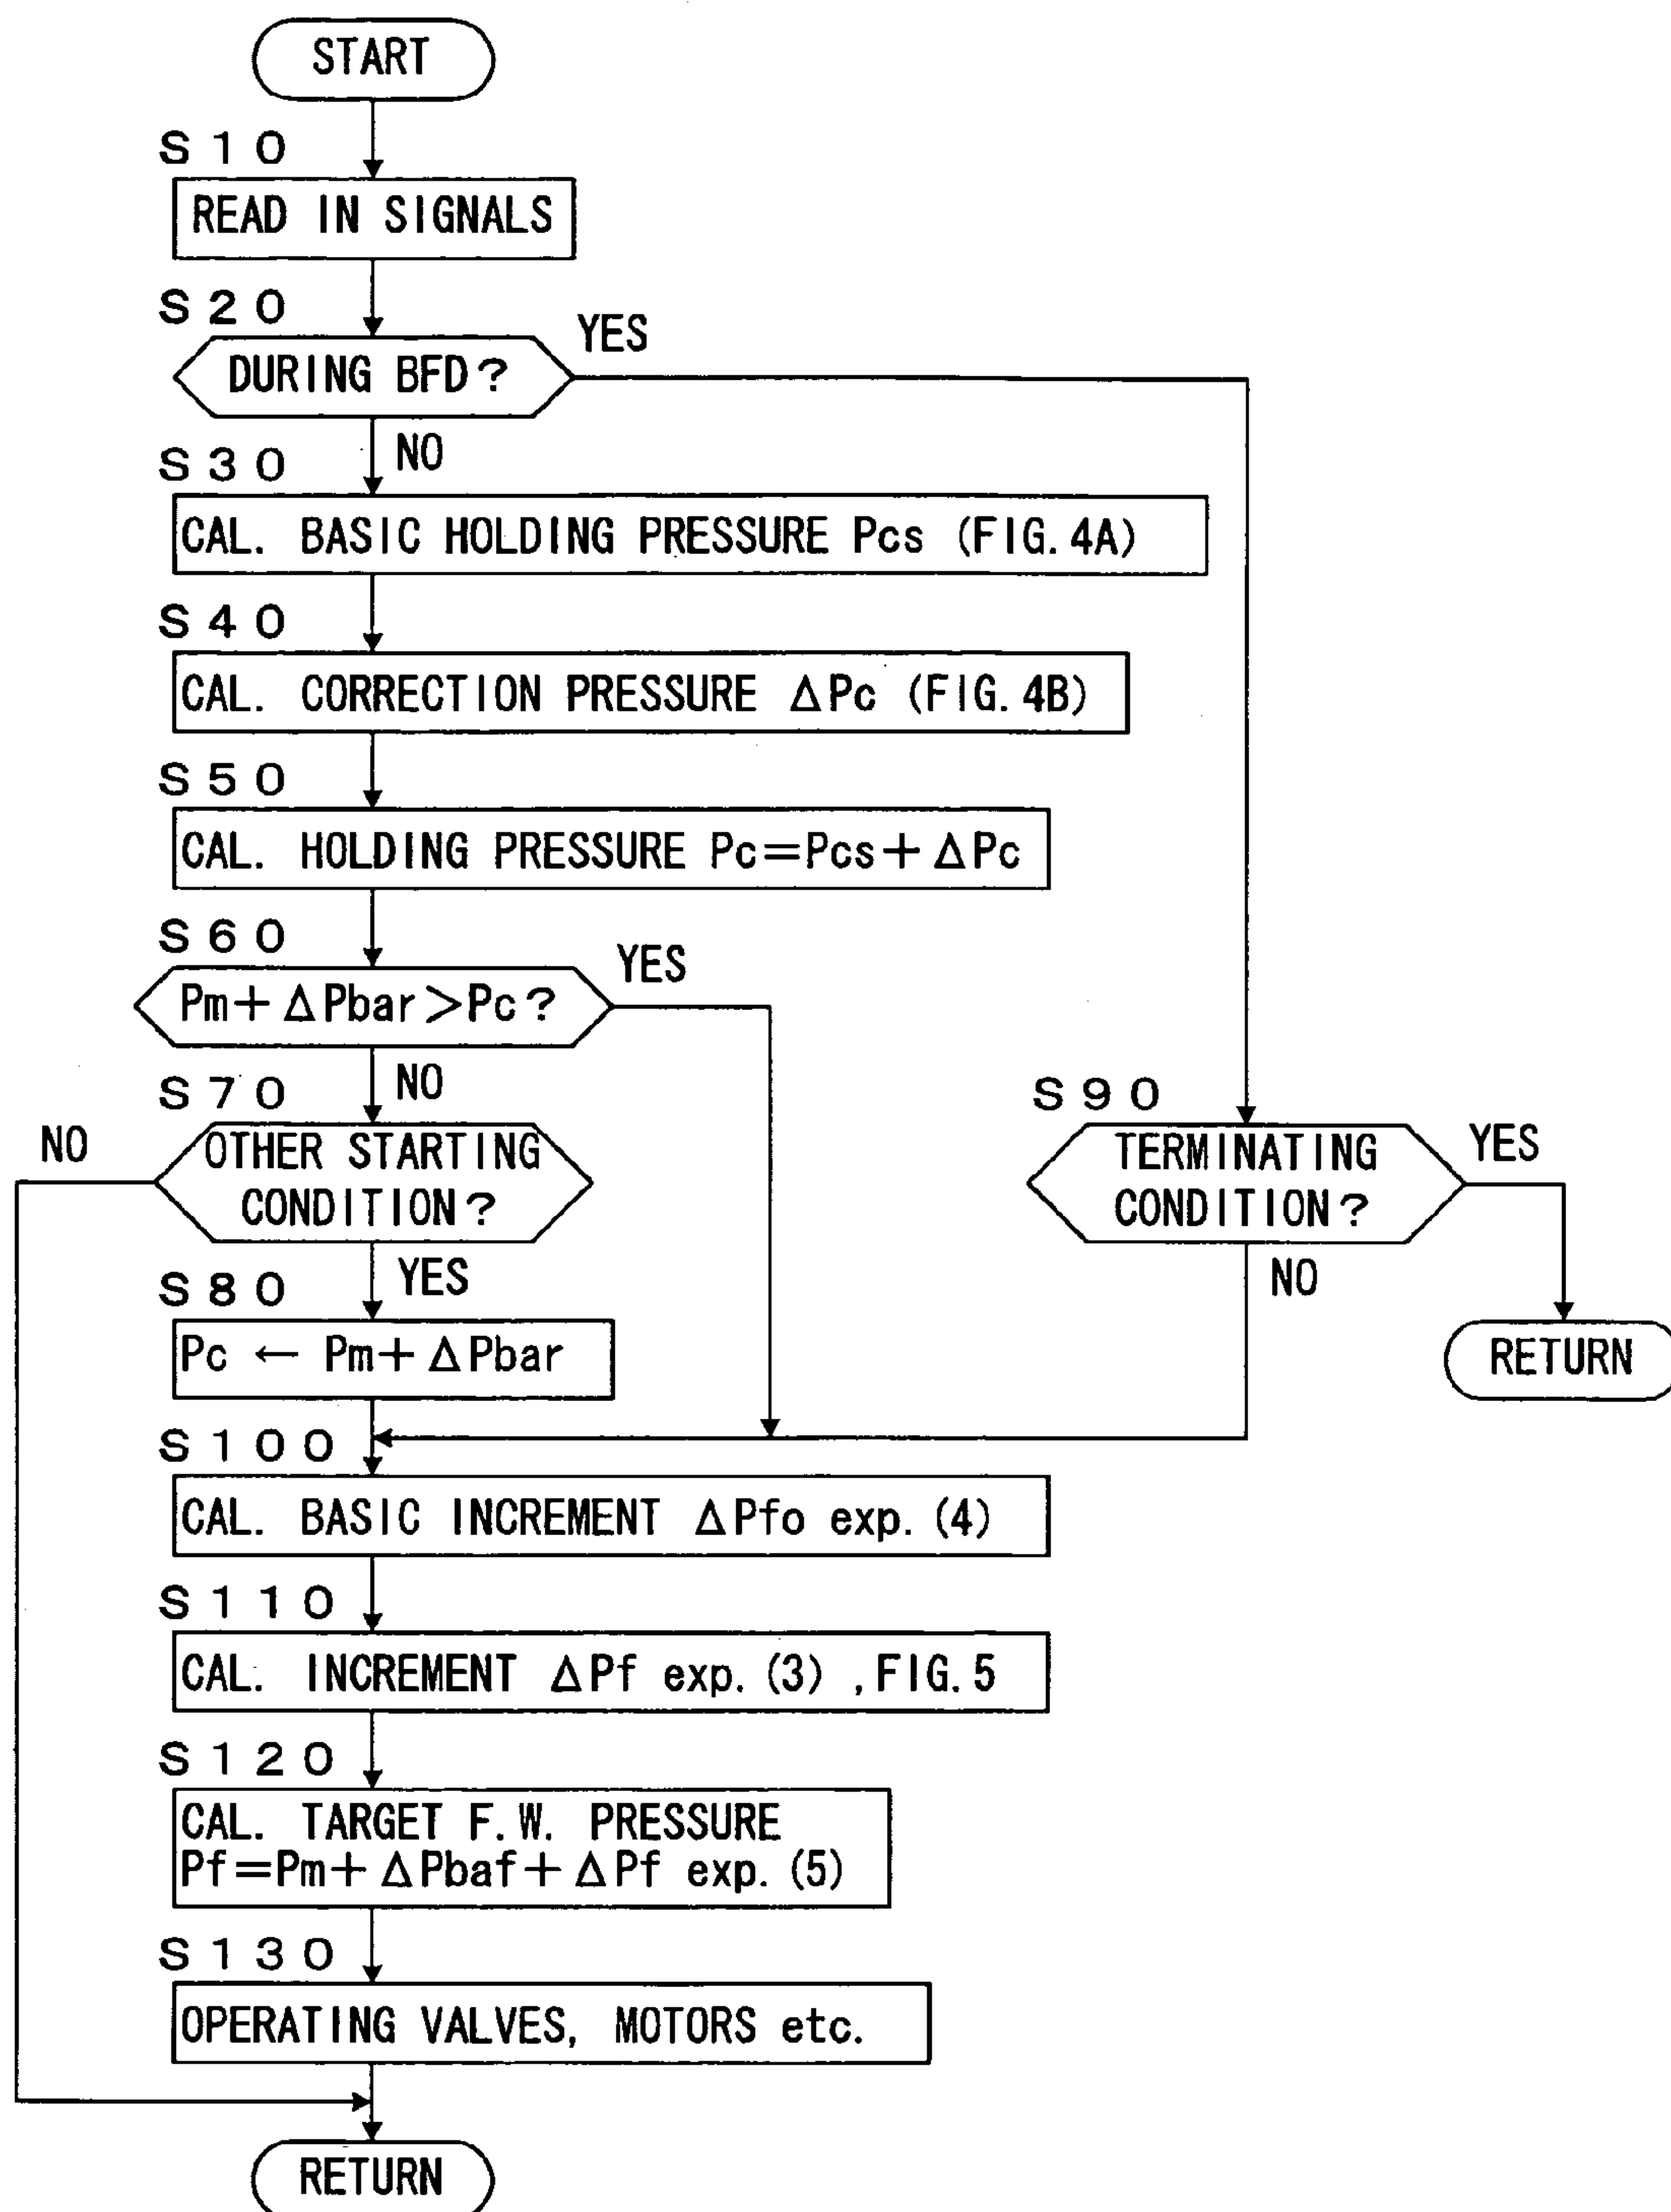 START
S10
READ IN SIGNALS
S20
YES
DURING BFD?
NO
S30
CAL. BASIC HOLDING PRESSURE Pcs (FIG.4A)
S40
CAL. CORRECTION PRESSURE ΔPc (FIG.4B)
S50
CAL. HOLDING PRESSURE Pc=Pcs+ΔPc
S60
YES
Pm+ΔPbar>Pc?
NO
S70
NO
OTHER STARTING
CONDITION?
YES
S90
TERMINATING
CONDITION?
YES
NO
RETURN
S80
Pc ← Pm+ΔPbar
S100
CAL. BASIC INCREMENT ΔPfo exp.(4)
S110
CAL. INCREMENT ΔPf exp.(3) ,FIG.5
S120
CAL. TARGET F.W. PRESSURE
Pf=Pm+ΔPbaf+ΔPf exp.(5)
S130
OPERATING VALVES, MOTORS etc.
RETURN